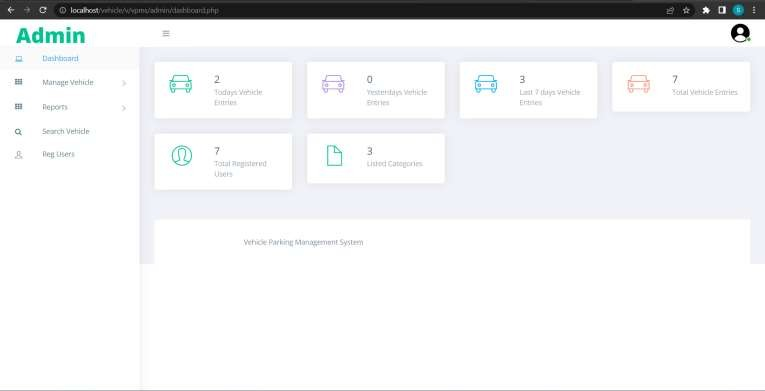 localhost/vehicle/v/vpms/admin/dashboard.php
S
Admin
Dashboard
Manage Vehicle
Reports
Search Vehicle
Reg Users
2
Todays Vehicle
Entries
0
Yesterdays Vehicle
Entries
3
Last 7 days Vehicle
Entries
7
Total Vehicle Entries
7
Total Registered
Users
3
Listed Categories
Vehicle Parking Management System